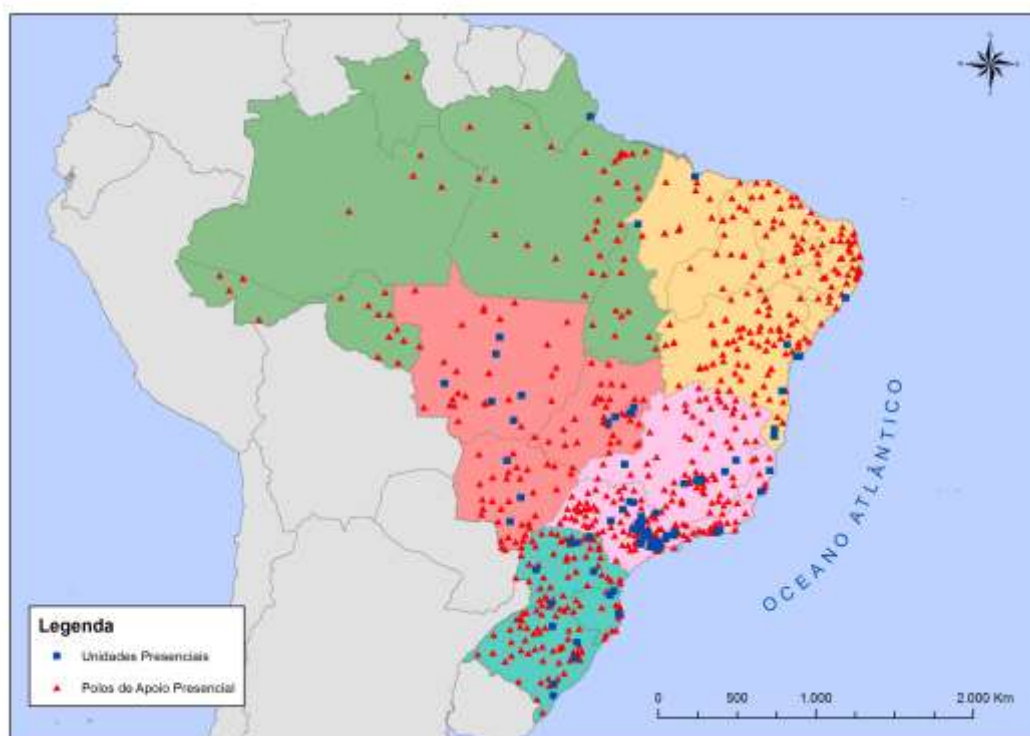 OCEANO ATLÂNTICO
Legenda
Unidades Presenciais
Polos de Apoio Presencial
0 500 1.000 2.000 Km